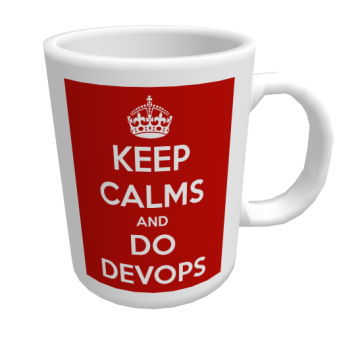 KEEP
CALMS
AND
DO
DEVOPS